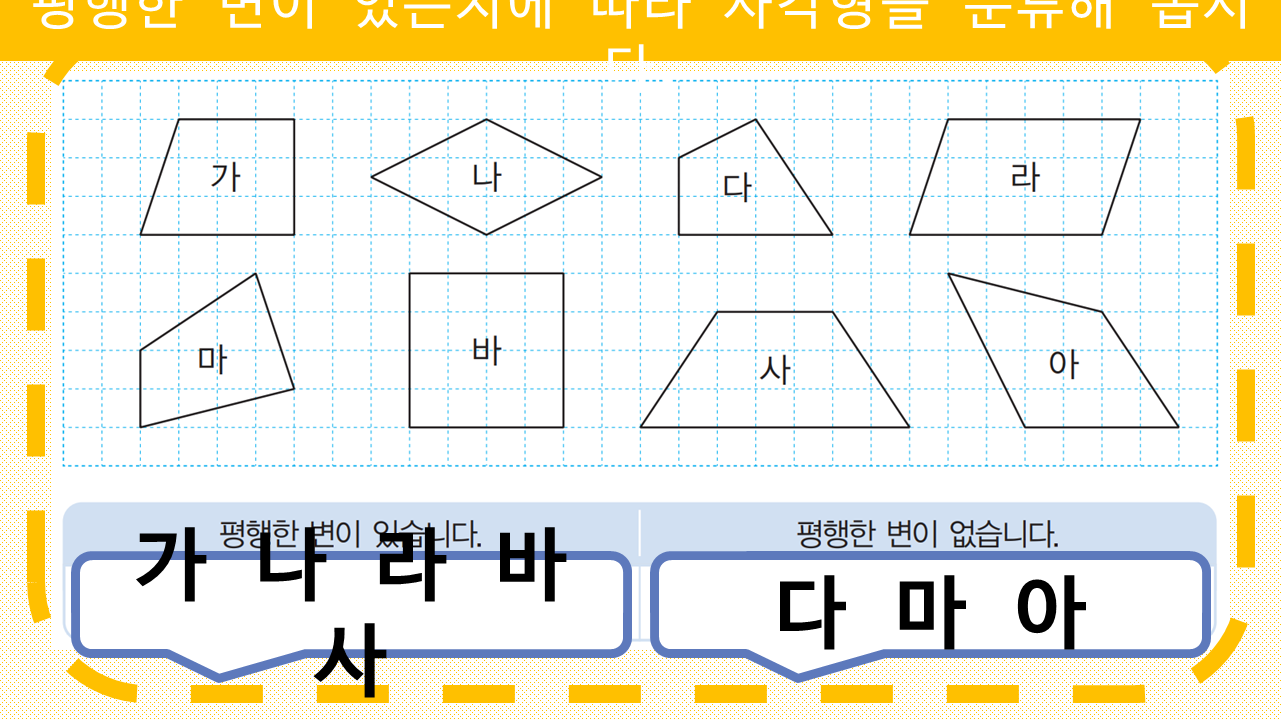 평행한 변이 있는지에 따라 사각형을 분류해 봅시
다
가
나
다
라
마
바
사
아
평행한 변이 있습니다.
평행한 변이 없습니다.
가 나 라 바
사
다 마 아